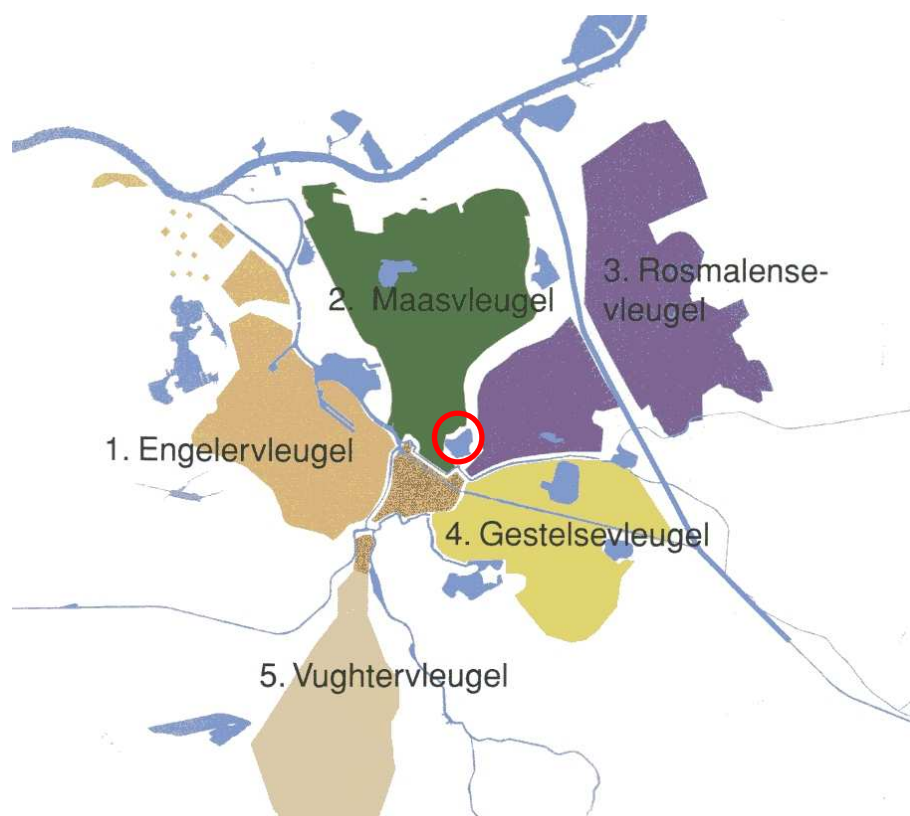 3. Rosmalense-
vleugel
2. Maasvleugel
1. Engelervleugel
4. Gestelsevleugel
5. Vughtervleugel